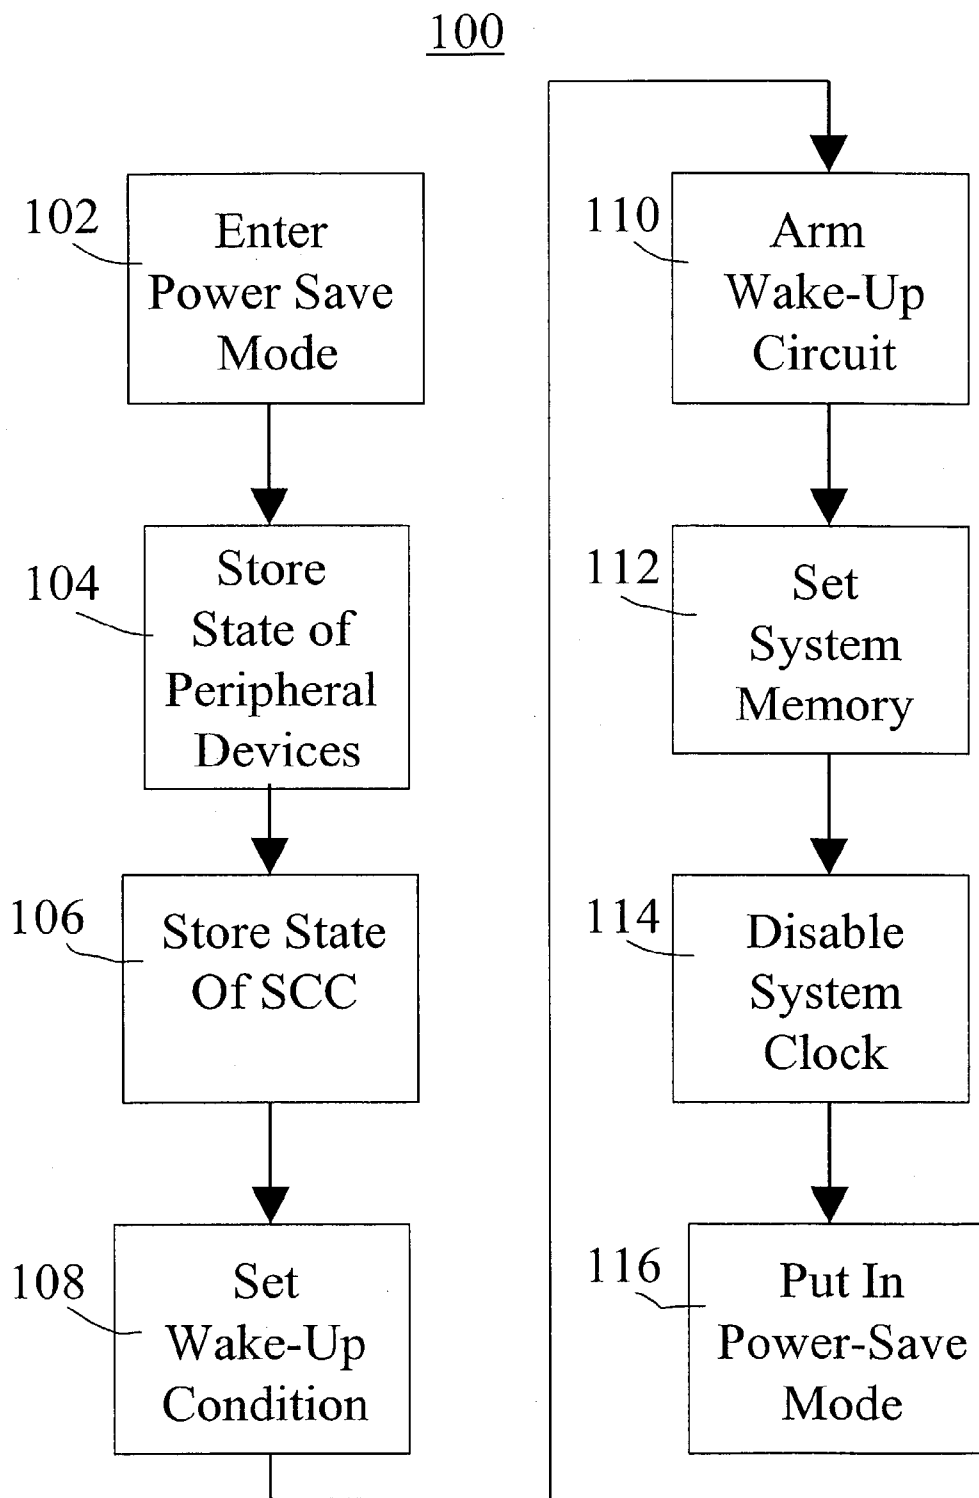 100
102
Enter
Power Save
Mode
104
Store
State of
Peripheral
Devices
106
Store State
Of SCC
108
Set
Wake-Up
Condition
110
Arm
Wake-Up
Circuit
112
Set
System
Memory
114
Disable
System
Clock
116
Put In
Power-Save
Mode